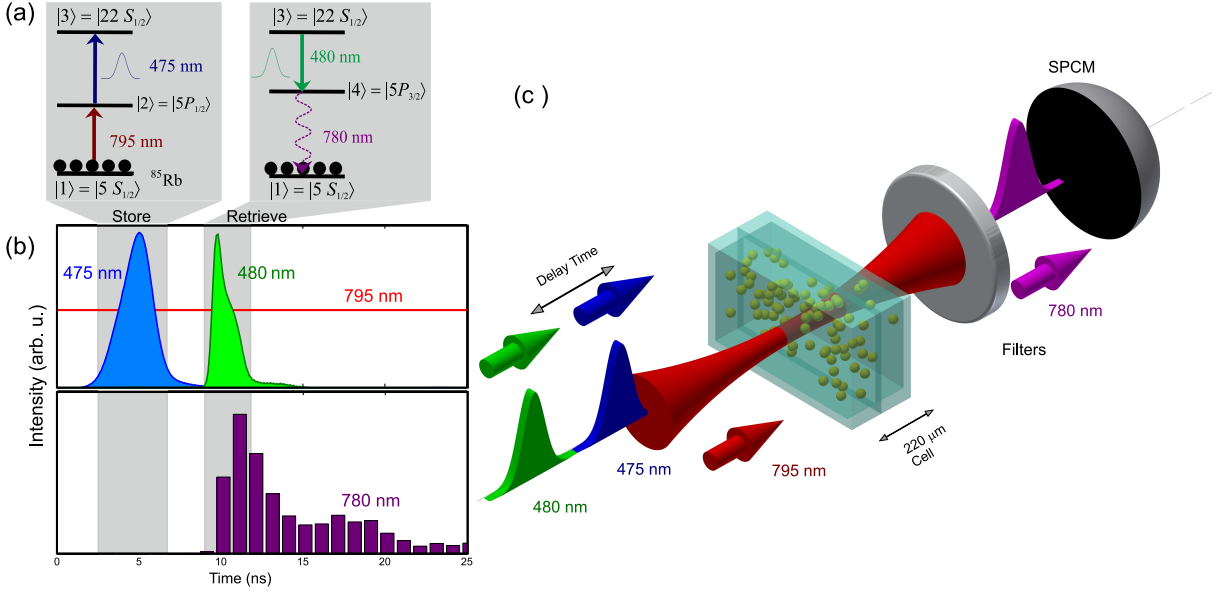 (a)
|3⟩ = |22 S1/2⟩
475 nm
|2⟩ = |5P1/2⟩
795 nm
|1⟩ = |5 S1/2⟩
85Rb
|3⟩ = |22 S1/2⟩
480 nm
|4⟩ = |5P3/2⟩
780 nm
|1⟩ = |5 S1/2⟩
Store
Retrieve
(b)
475 nm
480 nm
795 nm
Intensity (arb. u.)
780 nm
0 5 10 15 20 25
Time (ns)
(c )
SPCM
Delay Time
780 nm
Filters
220 μm
Cell
475 nm
795 nm
480 nm